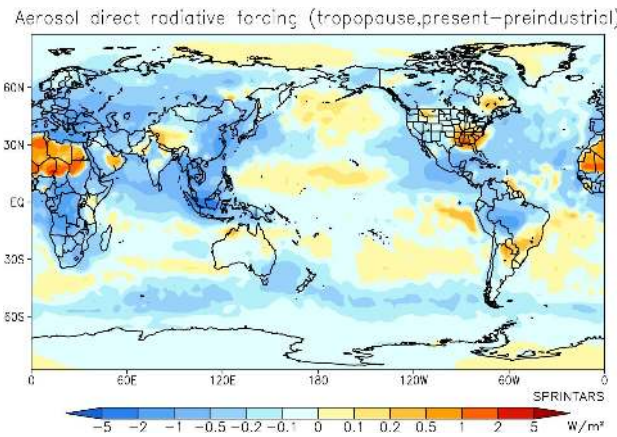 Aerosol direct radiative forcing (tropopause,present−preindustrial)
60N
30N
EQ
30S
60S
0 60E 120E 180 120W 60W 0
SPRINTARS
−5 −2 −1 −0.5 −0.2 −0.1 0 0.1 0.2 0.5 1 2 5 W/m²